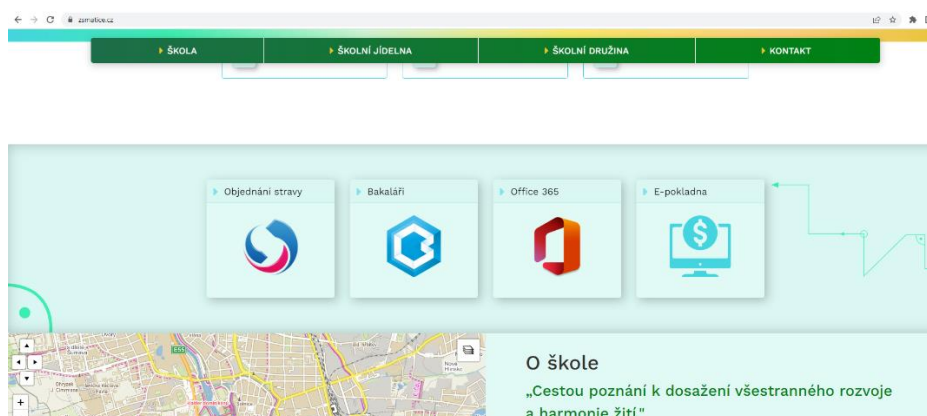 zsmatice.cz
ŠKOLA
ŠKOLNÍ JÍDELNA
ŠKOLNÍ DRUŽINA
KONTAKT
Objednání stravy
Bakaláři
Office 365
E-pokladna
O škole
„Cestou poznání k dosažení všestranného rozvoje
a harmonie žití."